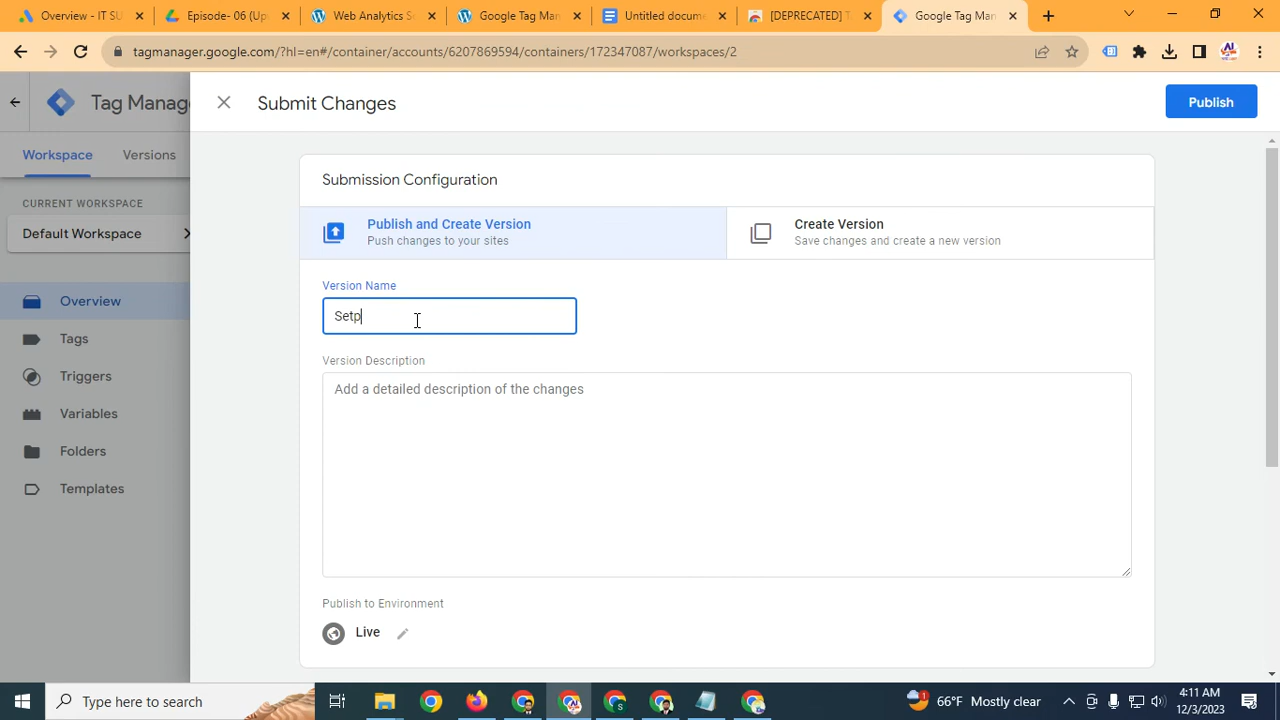 Overview - IT SU
Episode- 06 (Up
Web Analytics Sc
Google Tag Man
Untitled docume
[DEPRECATED] T
Google Tag Man
tagmanager.google.com/?hl=en#/container/accounts/6207869594/containers/172347087/workspaces/2
Tag Manag
Submit Changes
Publish
Workspace
Versions
Submission Configuration
CURRENT WORKSPACE
Default Workspace
Publish and Create Version
Push changes to your sites
Create Version
Save changes and create a new version
Version Name
Setp
Overview
Tags
Triggers
Variables
Folders
Templates
Version Description
Add a detailed description of the changes
Publish to Environment
Live
Type here to search
66°F Mostly clear
4:11 AM
12/3/2023